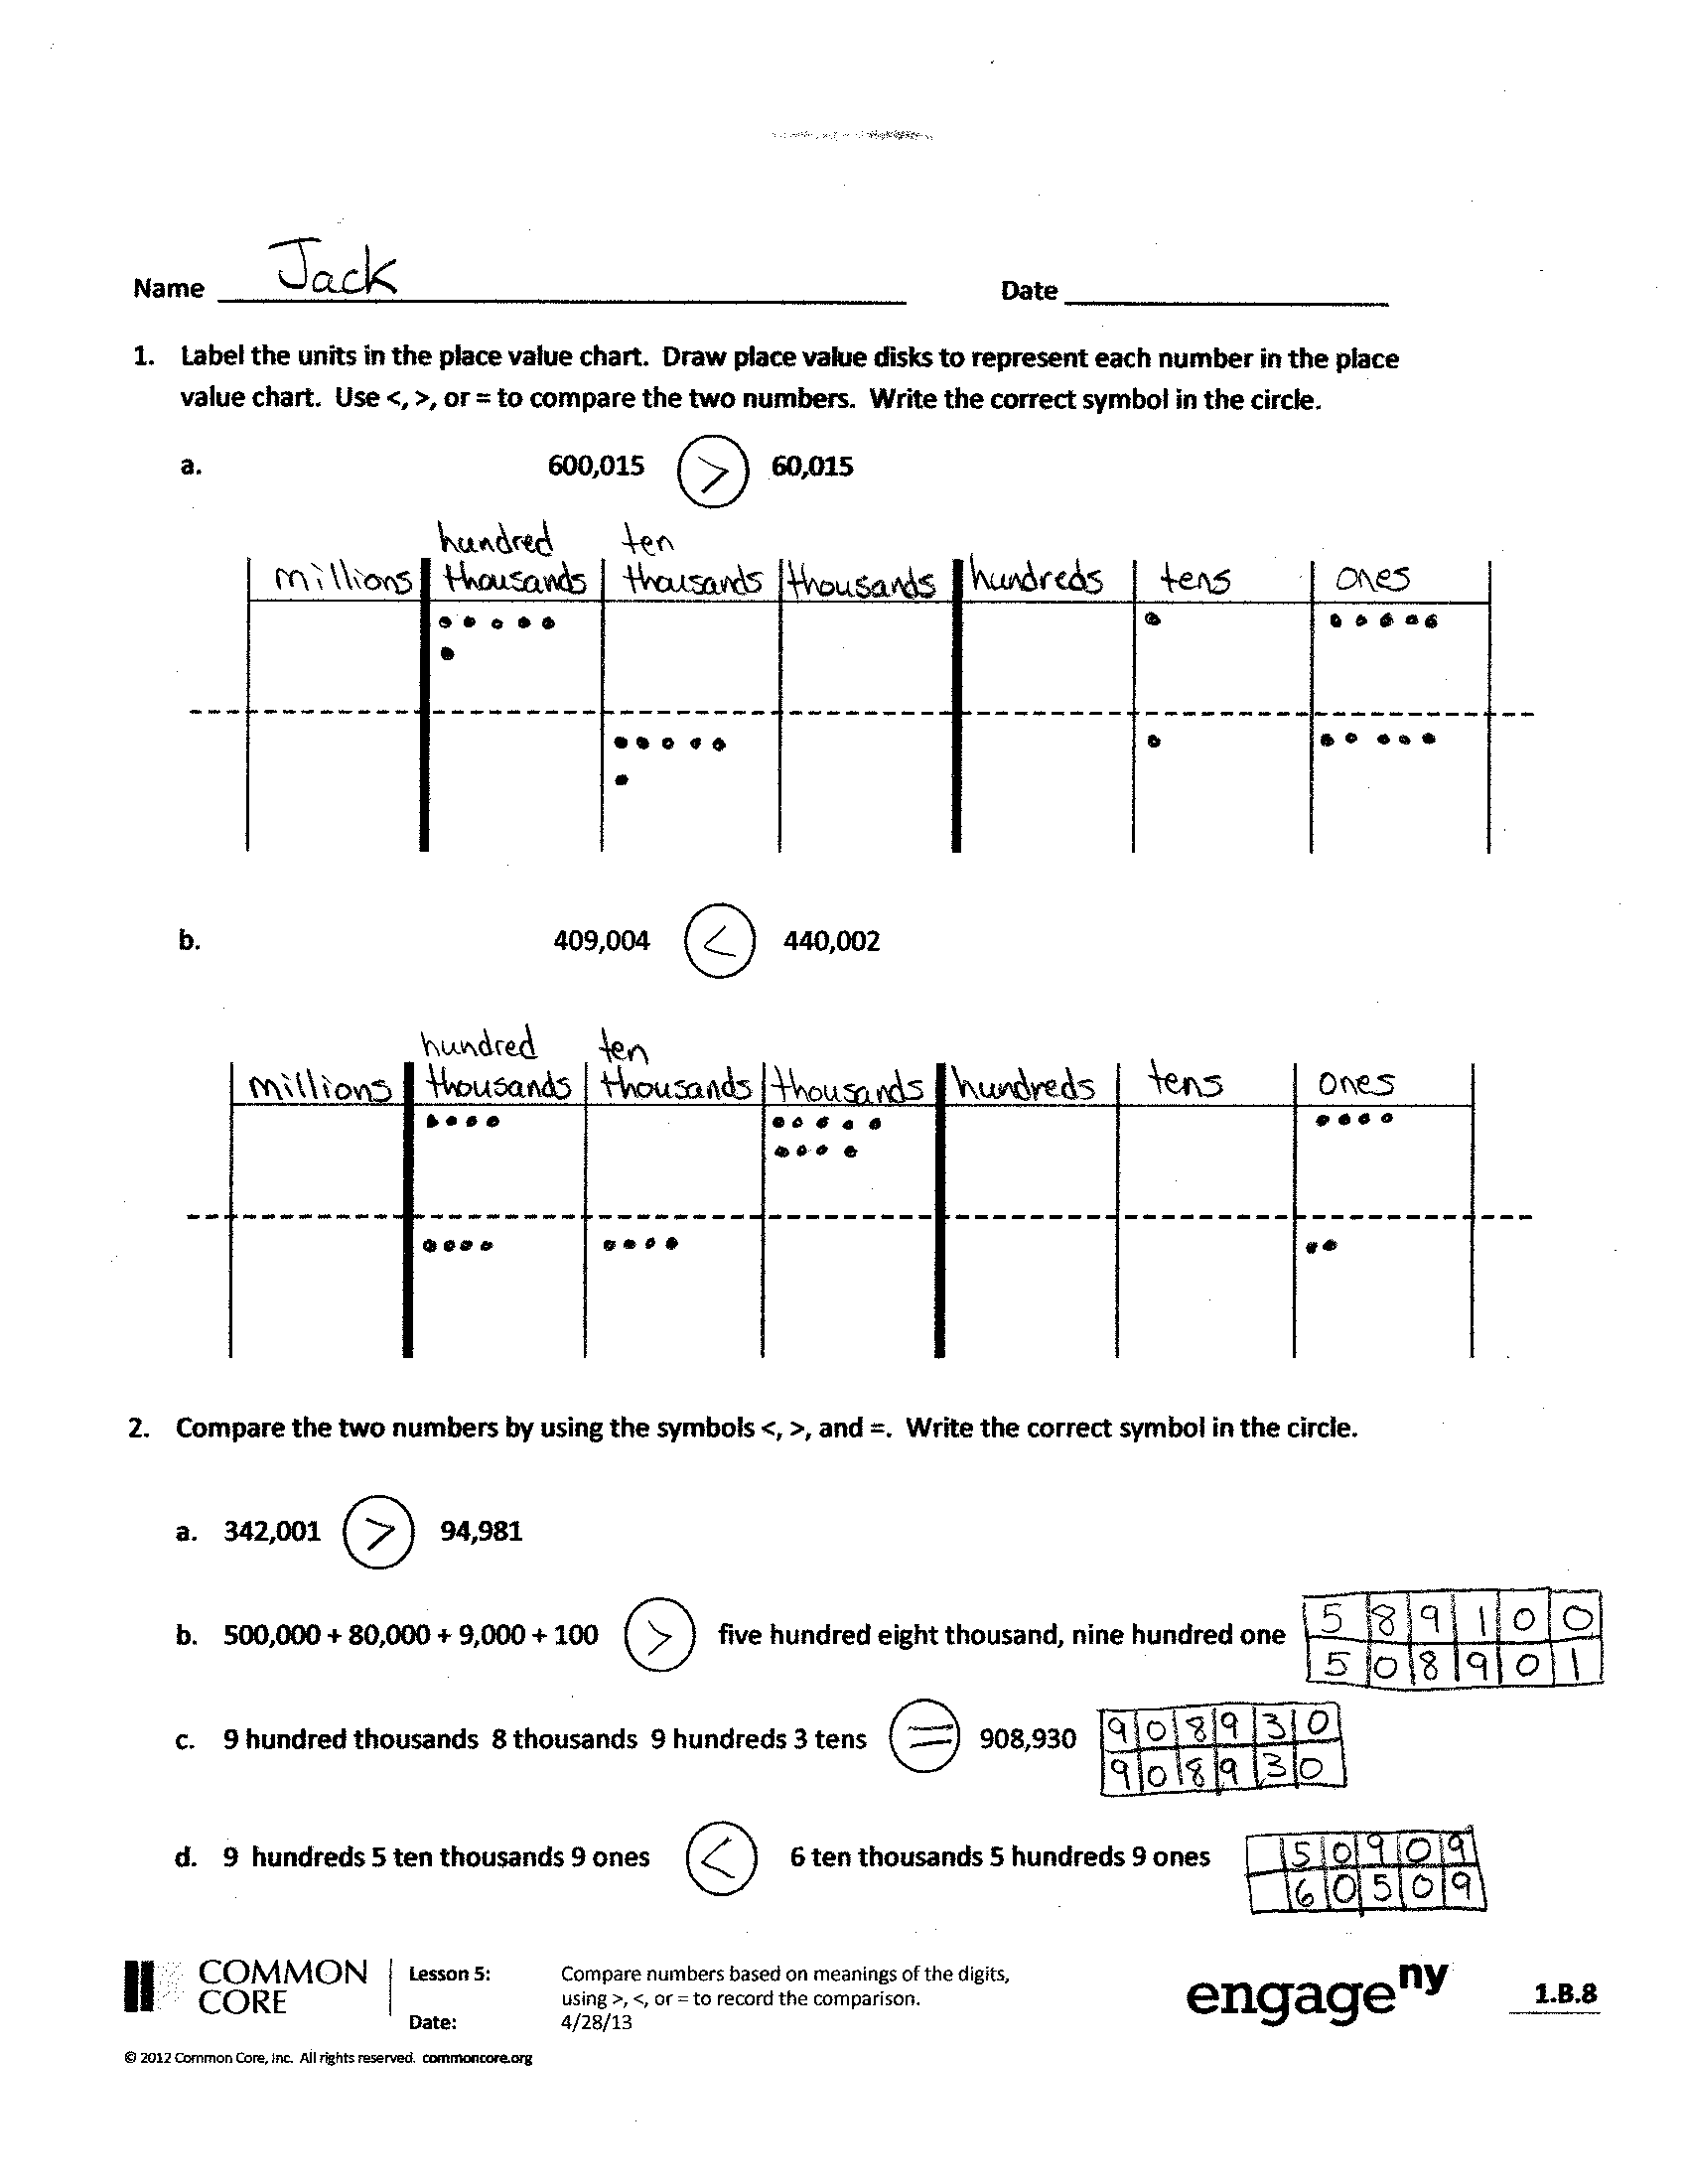 Name Jack Date
1. Label the units in the place value chart. Draw place value disks to represent each number in the place
value chart. Use <, >, or = to compare the two numbers. Write the correct symbol in the circle.
a. 600,015 > 60,015
hundred ten
millions thousands thousands thousands hundreds tens ones
b. 409,004 < 440,002
hundred ten
millions thousands thousands thousands hundreds tens ones
2. Compare the two numbers by using the symbols <, >, and =. Write the correct symbol in the circle.
a. 342,001 > 94,981
b. 500,000 + 80,000 + 9,000 + 100 > five hundred eight thousand, nine hundred one
5 8 9 1 0 0
5 0 8 9 0 1
c. 9 hundred thousands 8 thousands 9 hundreds 3 tens = 908,930
9 0 8 9 3 0
9 0 8 9 3 0
d. 9 hundreds 5 ten thousands 9 ones < 6 ten thousands 5 hundreds 9 ones
5 0 9 0 9
6 0 5 0 9
COMMON
CORE
Lesson 5: Compare numbers based on meanings of the digits,
using >, <, or = to record the comparison.
Date: 4/28/13
engageny
1.B.8
© 2012 Common Core, Inc. All rights reserved. commoncore.org